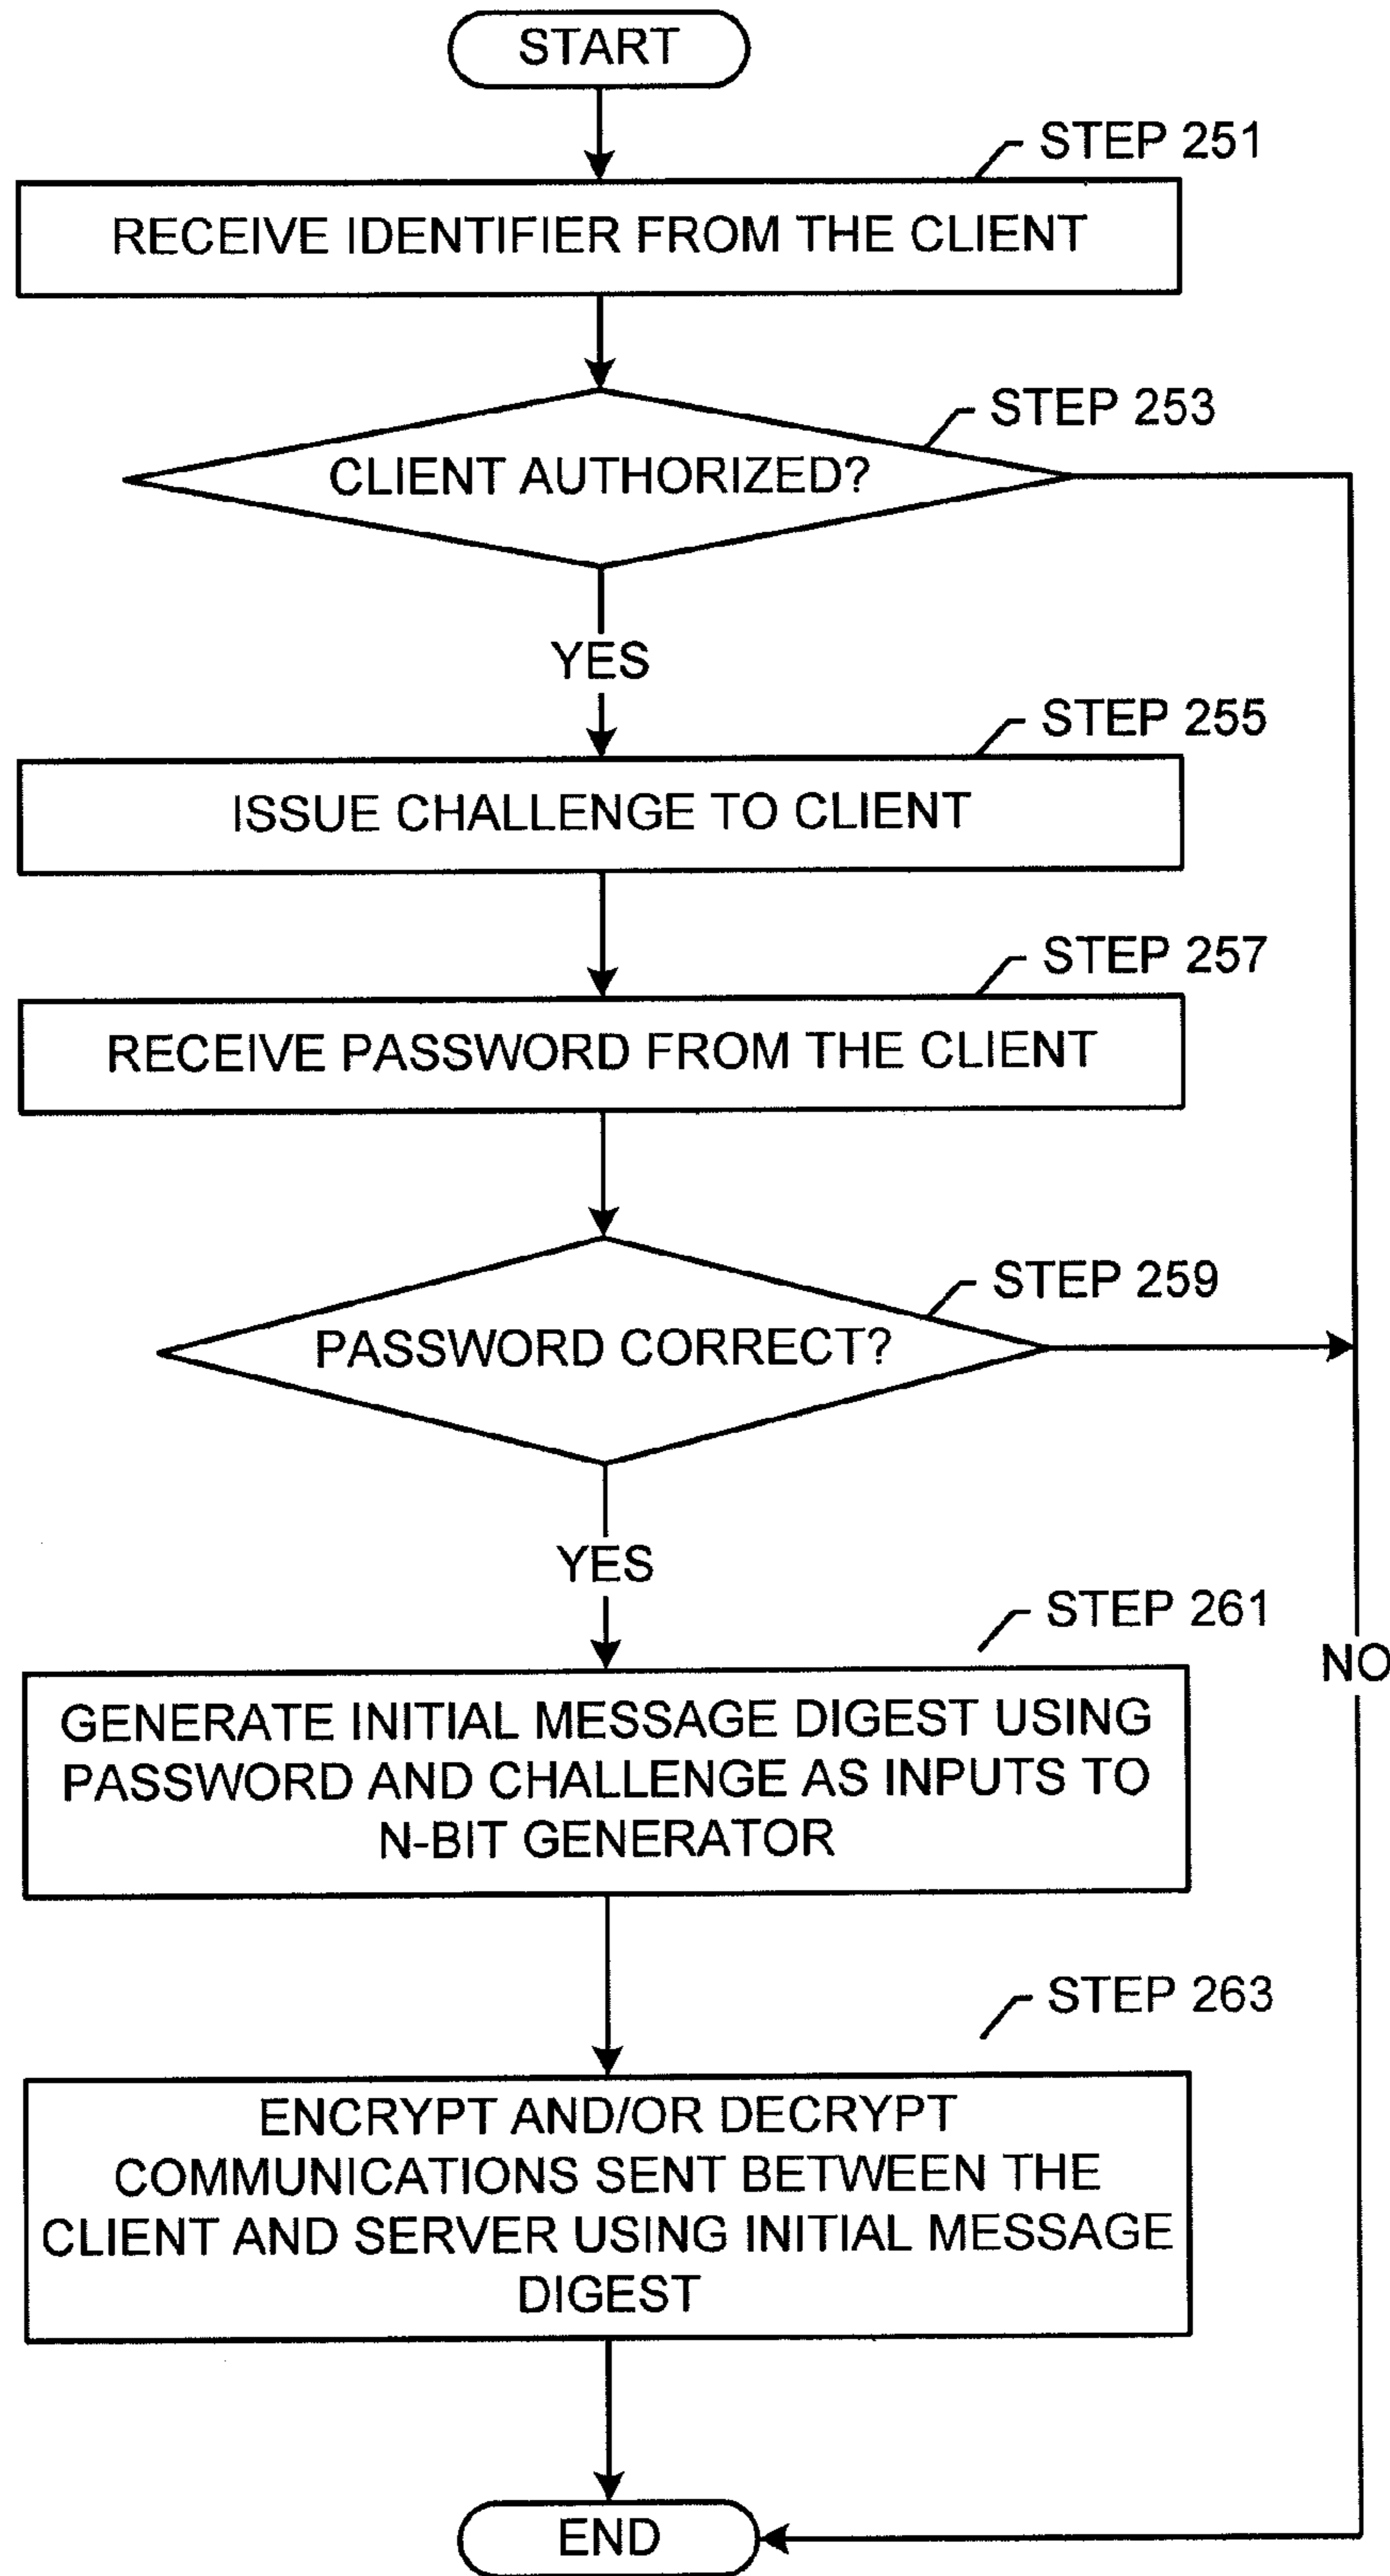 START
STEP 251
RECEIVE IDENTIFIER FROM THE CLIENT
STEP 253
CLIENT AUTHORIZED?
YES
STEP 255
ISSUE CHALLENGE TO CLIENT
STEP 257
RECEIVE PASSWORD FROM THE CLIENT
STEP 259
PASSWORD CORRECT?
YES
STEP 261
NO
GENERATE INITIAL MESSAGE DIGEST USING
PASSWORD AND CHALLENGE AS INPUTS TO
N-BIT GENERATOR
STEP 263
ENCRYPT AND/OR DECRYPT
COMMUNICATIONS SENT BETWEEN THE
CLIENT AND SERVER USING INITIAL MESSAGE
DIGEST
END